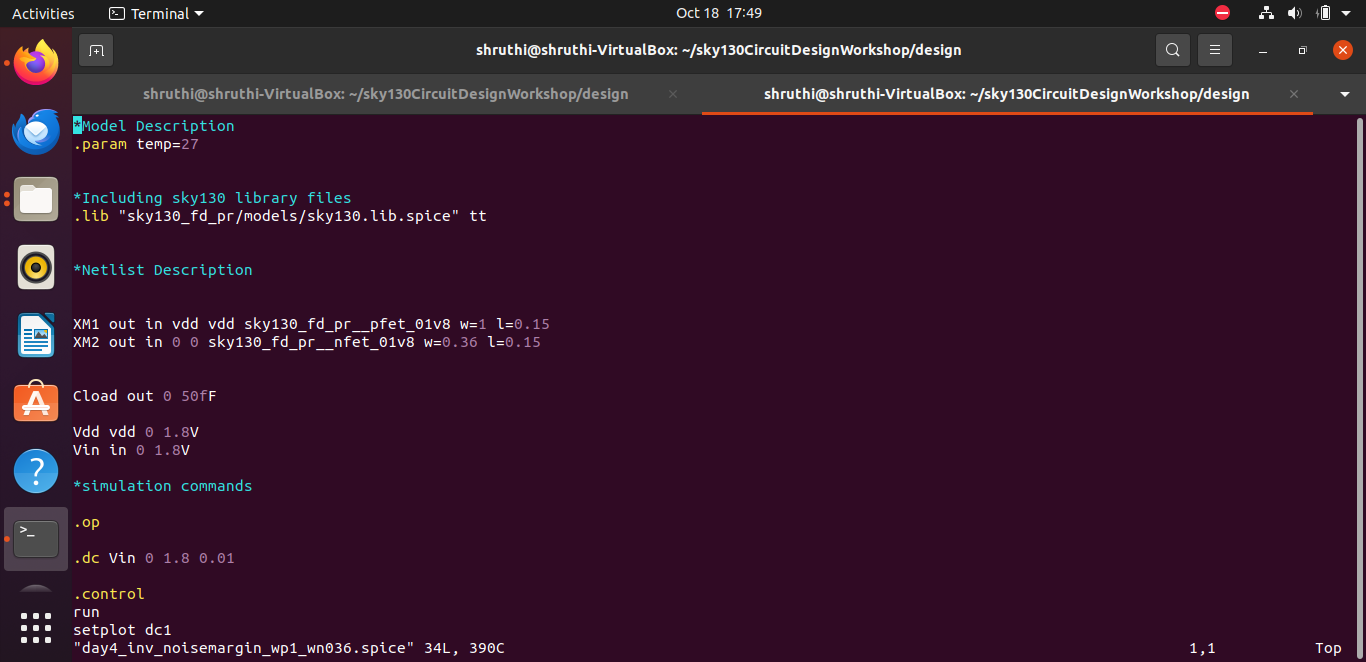 Activities
Terminal
Oct 18 17:49
shruthi@shruthi-VirtualBox: ~/sky130CircuitDesignWorkshop/design
shruthi@shruthi-VirtualBox: ~/sky130CircuitDesignWorkshop/design
shruthi@shruthi-VirtualBox: ~/sky130CircuitDesignWorkshop/design
*Model Description
.param temp=27
*Including sky130 library files
.lib "sky130_fd_pr/models/sky130.lib.spice" tt
*Netlist Description
XM1 out in vdd vdd sky130_fd_pr__pfet_01v8 w=1 l=0.15
XM2 out in 0 0 sky130_fd_pr__nfet_01v8 w=0.36 l=0.15
Cload out 0 50fF
Vdd vdd 0 1.8V
Vin in 0 1.8V
*simulation commands
.op
.dc Vin 0 1.8 0.01
.control
run
setplot dc1
"day4_inv_noisemargin_wp1_wn036.spice" 34L, 390C
1,1
Top